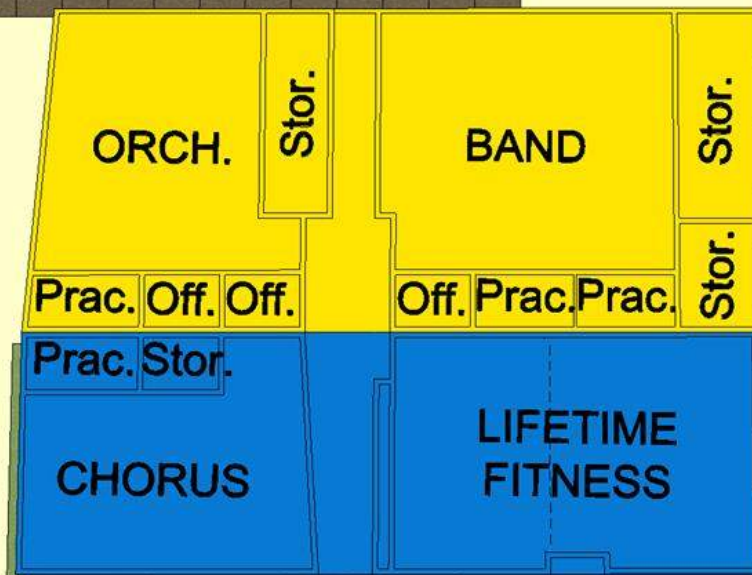 ORCH.
Stor.
BAND
Stor.
Prac.
Off.
Off.
Off.
Prac.
Prac.
Stor.
Prac.
Stor.
CHORUS
LIFETIME
FITNESS